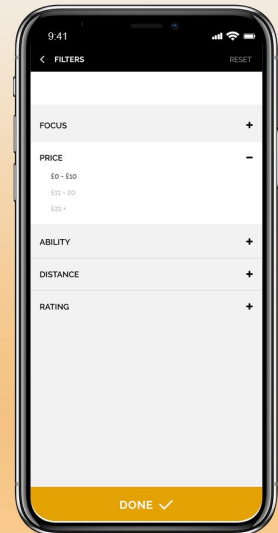 9:41
< FILTERS RESET
FOCUS +
PRICE −
£0 - £10
£11 - 20
£21 +
ABILITY +
DISTANCE +
RATING +
DONE ✓